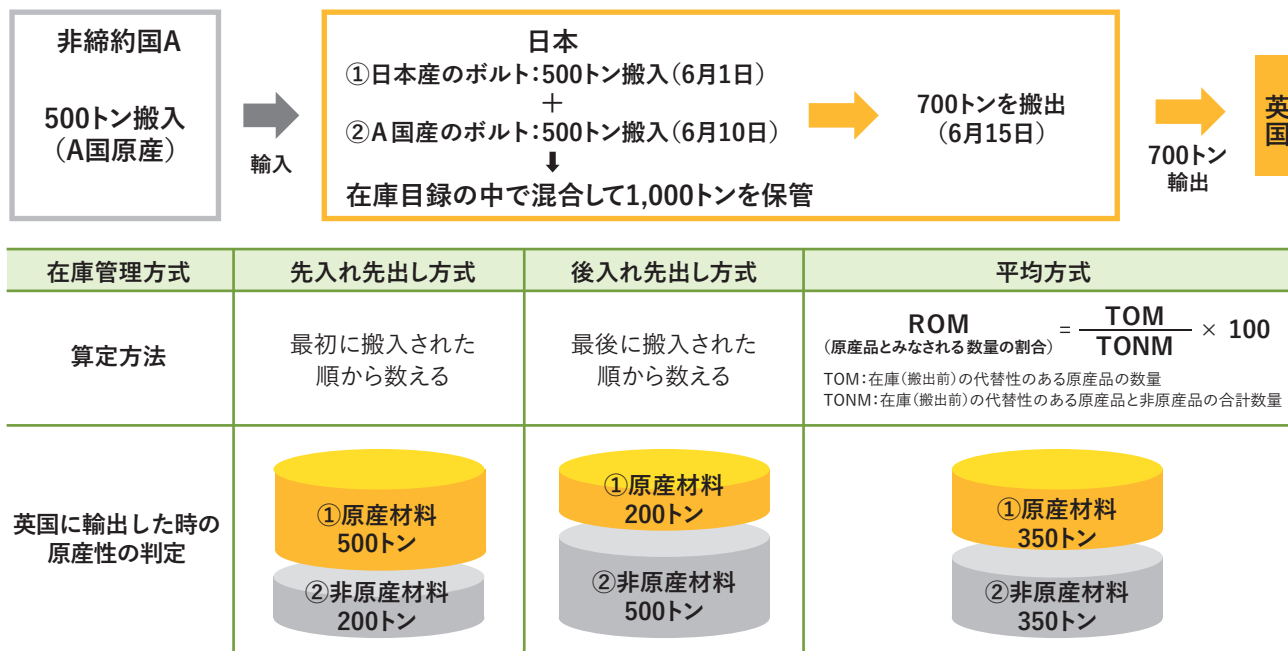 非締約国A
500トン搬入
（A国原産）
輸入
日本
①日本産のボルト：500トン搬入（6月1日）
＋
②A国産のボルト：500トン搬入（6月10日）
⬇
在庫目録の中で混合して1,000トンを保管
700トンを搬出
（6月15日）
700トン
輸出
英国
在庫管理方式 先入れ先出し方式 後入れ先出し方式 平均方式
算定方法
最初に搬入された
順から数える
最後に搬入された
順から数える
ROM
（原産品とみなされる数量の割合）
= TOM / TONM × 100
TOM：在庫（搬出前）の代替性のある原産品の数量
TONM：在庫（搬出前）の代替性のある原産品と非原産品の合計数量
英国に輸出した時の
原産性の判定
①原産材料
500トン
②非原産材料
200トン
①原産材料
200トン
②非原産材料
500トン
①原産材料
350トン
②非原産材料
350トン